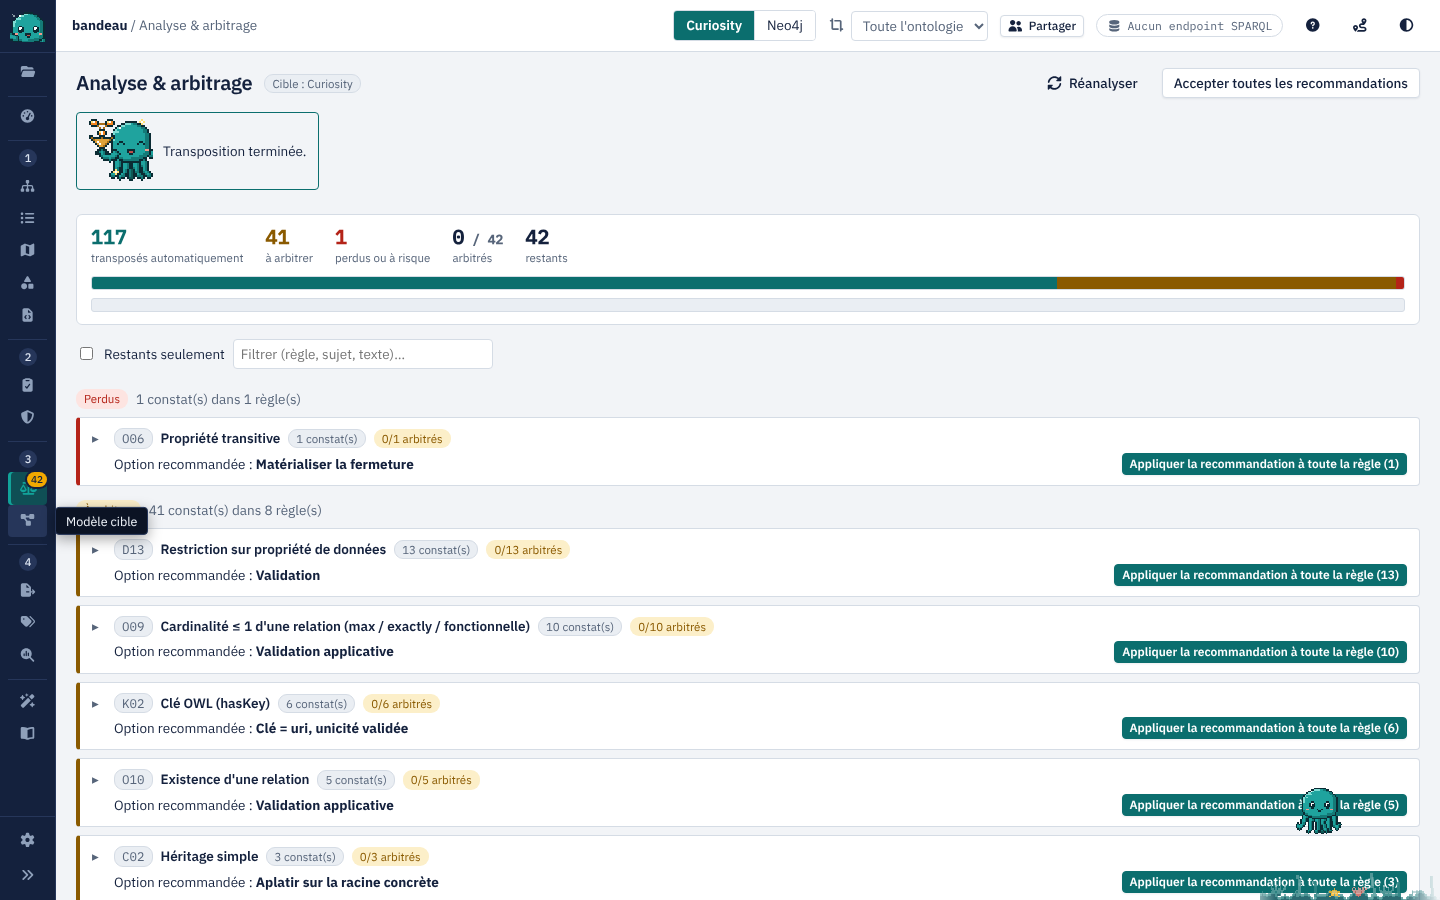 bandeau / Analyse & arbitrage
Curiosity
Neo4j
Toute l'ontologie
Partager
Aucun endpoint SPARQL
Analyse & arbitrage
Cible : Curiosity
Réanalyser
Accepter toutes les recommandations
Transposition terminée.
117
transposés automatiquement
41
à arbitrer
1
perdus ou à risque
0 / 42
arbitrés
42
restants
Restants seulement
Filtrer (règle, sujet, texte)...
Perdus
1 constat(s) dans 1 règle(s)
O06
Propriété transitive
1 constat(s)
0/1 arbitrés
Option recommandée : Matérialiser la fermeture
Appliquer la recommandation à toute la règle (1)
41 constat(s) dans 8 règle(s)
D13
Restriction sur propriété de données
13 constat(s)
0/13 arbitrés
Option recommandée : Validation
Appliquer la recommandation à toute la règle (13)
O09
Cardinalité ≤ 1 d'une relation (max / exactly / fonctionnelle)
10 constat(s)
0/10 arbitrés
Option recommandée : Validation applicative
Appliquer la recommandation à toute la règle (10)
K02
Clé OWL (hasKey)
6 constat(s)
0/6 arbitrés
Option recommandée : Clé = uri, unicité validée
Appliquer la recommandation à toute la règle (6)
O10
Existence d'une relation
5 constat(s)
0/5 arbitrés
Option recommandée : Validation applicative
Appliquer la recommandation la règle (5)
C02
Héritage simple
3 constat(s)
0/3 arbitrés
Option recommandée : Aplatir sur la racine concrète
Appliquer la recommandation à toute la règle (3)
1
2
3
42
Modèle cible
4